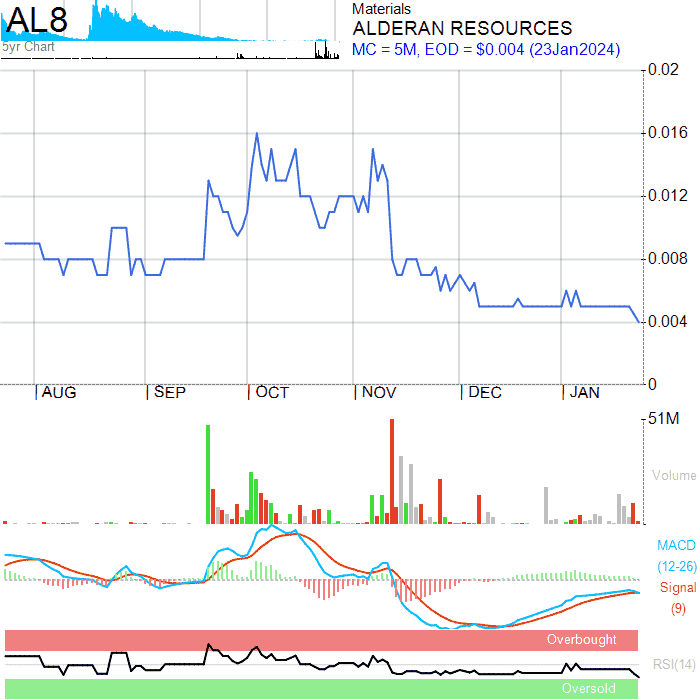 AL8
5yr Chart
Materials
ALDERAN RESOURCES
MC = 5M, EOD = $0.004 (23Jan2024)
0.02
0.016
0.012
0.008
0.004
0
AUG SEP OCT NOV DEC JAN
51M
Volume
MACD
(12-26)
Signal
(9)
Overbought
RSI(14)
Oversold